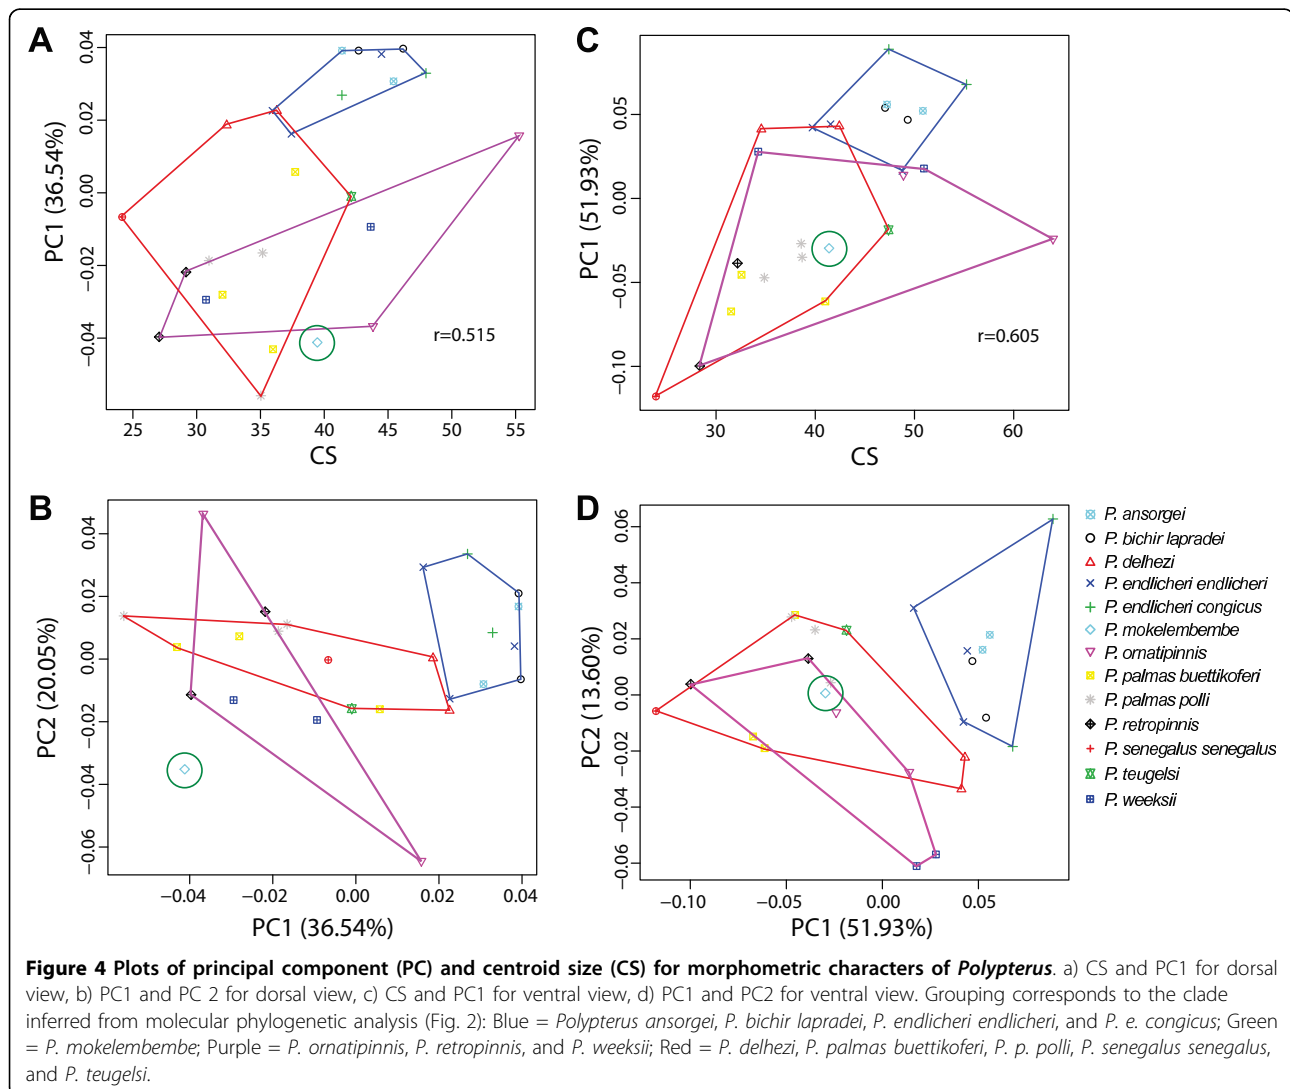 A
PC1 (36.54%)
0.04
0.02
0.00
−0.02
−0.04
r=0.515
25 30 35 40 45 50 55
CS
C
PC1 (51.93%)
0.05
0.00
−0.05
−0.10
r=0.605
30 40 50 60
CS
B
PC2 (20.05%)
0.04
0.02
0.00
−0.02
−0.04
−0.06
−0.04 −0.02 0.00 0.02 0.04
PC1 (36.54%)
D
PC2 (13.60%)
0.06
0.04
0.02
0.00
−0.02
−0.04
−0.06
−0.10 −0.05 0.00 0.05
PC1 (51.93%)
P. ansorgei
P. bichir lapradei
P. delhezi
P. endlicheri endlicheri
P. endlicheri congicus
P. mokelembembe
P. ornatipinnis
P. palmas buettikoferi
P. palmas polli
P. retropinnis
P. senegalus senegalus
P. teugelsi
P. weeksii
Figure 4 Plots of principal component (PC) and centroid size (CS) for morphometric characters of Polypterus. a) CS and PC1 for dorsal
view, b) PC1 and PC 2 for dorsal view, c) CS and PC1 for ventral view, d) PC1 and PC2 for ventral view. Grouping corresponds to the clade
inferred from molecular phylogenetic analysis (Fig. 2): Blue = Polypterus ansorgei, P. bichir lapradei, P. endlicheri endlicheri, and P. e. congicus; Green
= P. mokelembembe; Purple = P. ornatipinnis, P. retropinnis, and P. weeksii; Red = P. delhezi, P. palmas buettikoferi, P. p. polli, P. senegalus senegalus,
and P. teugelsi.